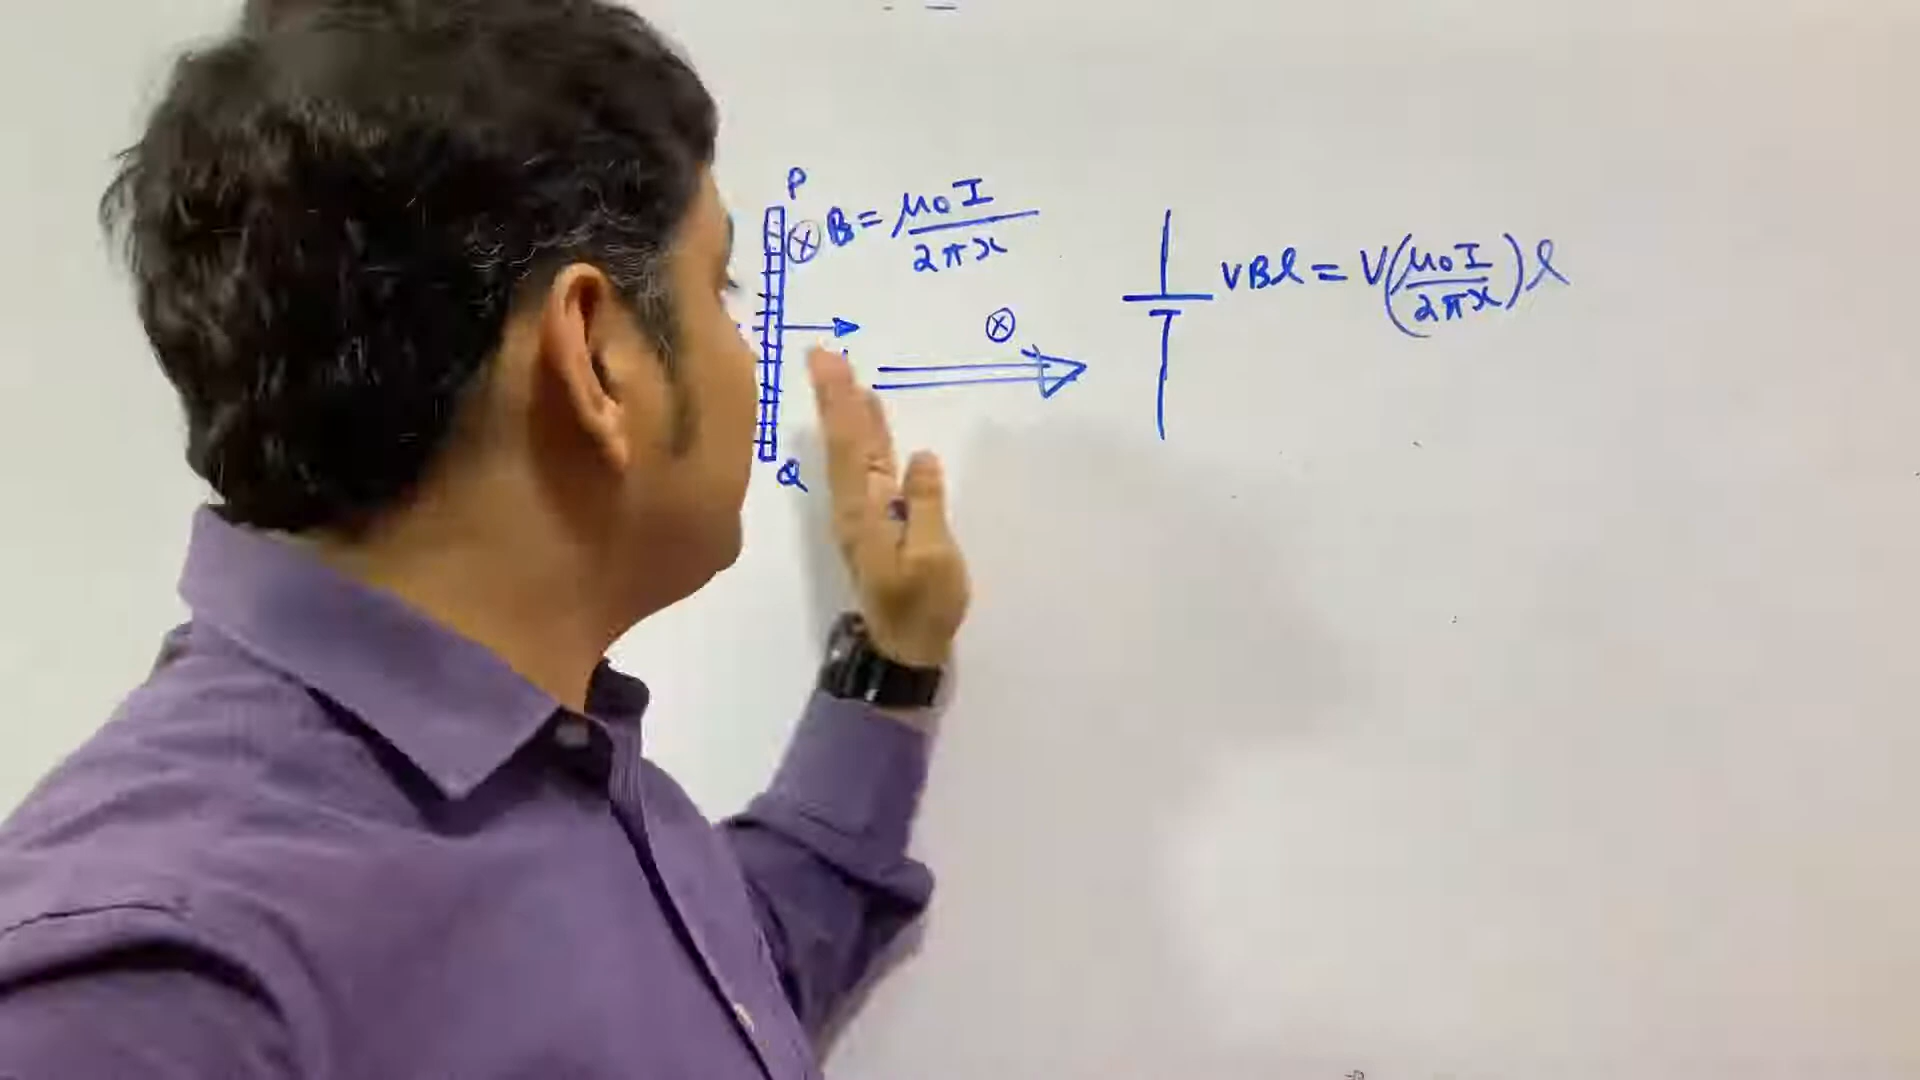 P
⊗ B = μ₀I / 2πx
⊗
vBl = V(μ₀I / 2πx)l
Q